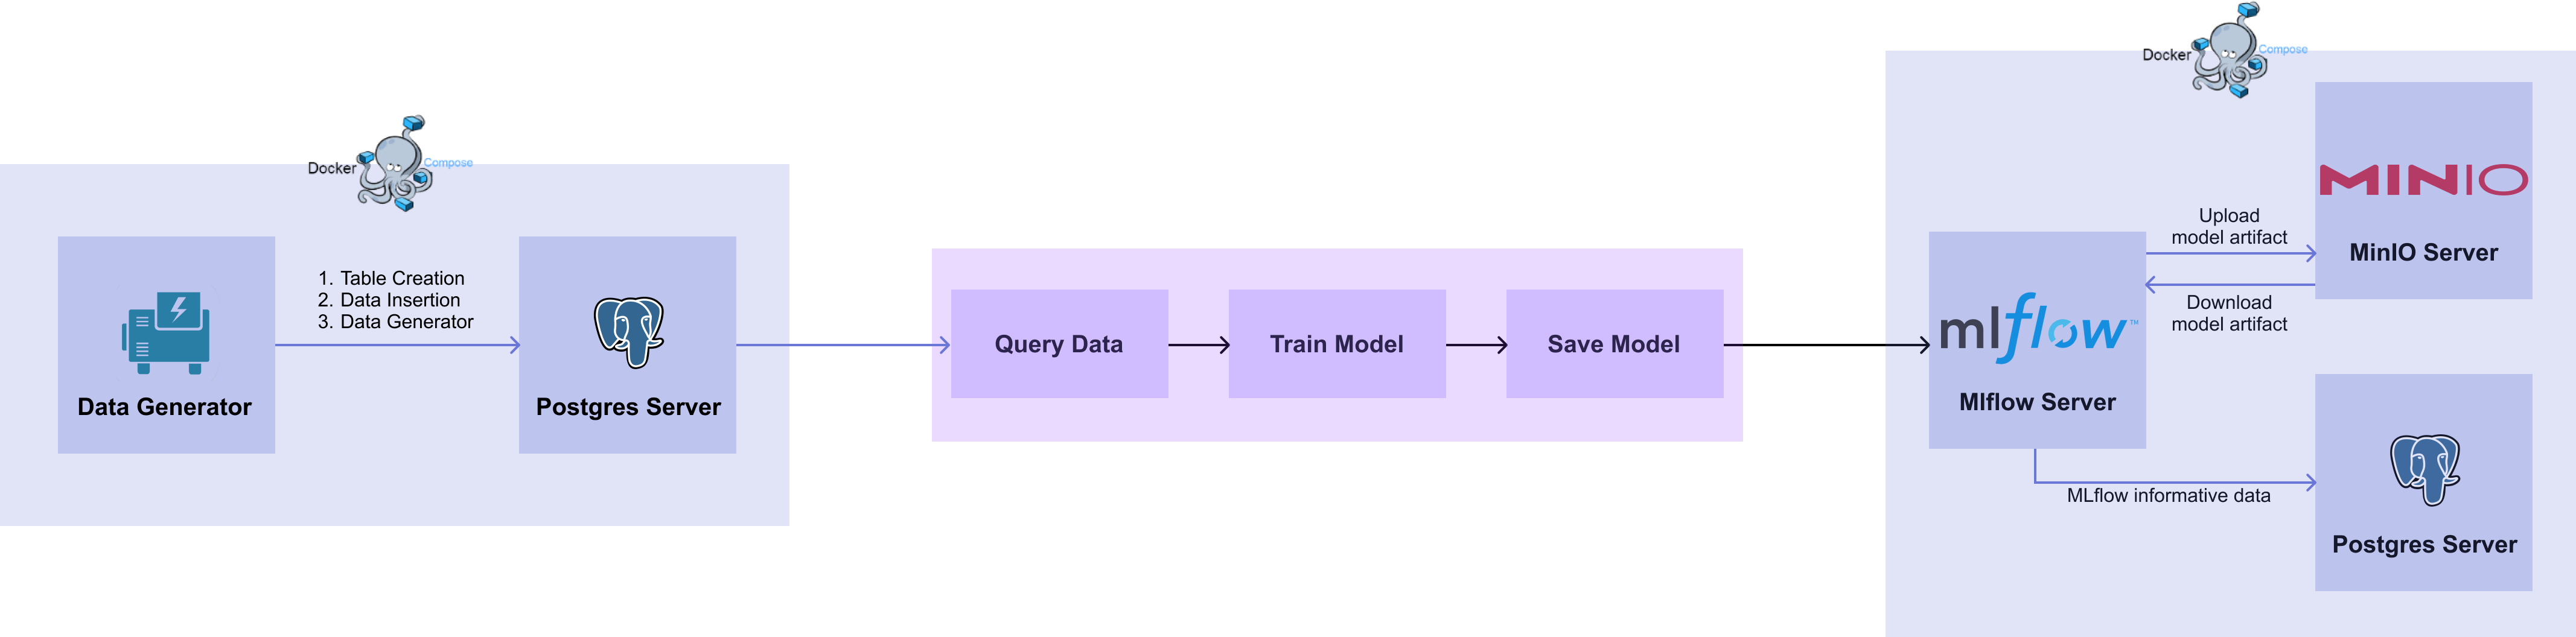 Docker
Compose
Data Generator
1. Table Creation
2. Data Insertion
3. Data Generator
Postgres Server
Query Data
Train Model
Save Model
Docker
Compose
mlflow™
Mlflow Server
Upload
model artifact
Download
model artifact
MINIO
MinIO Server
MLflow informative data
Postgres Server